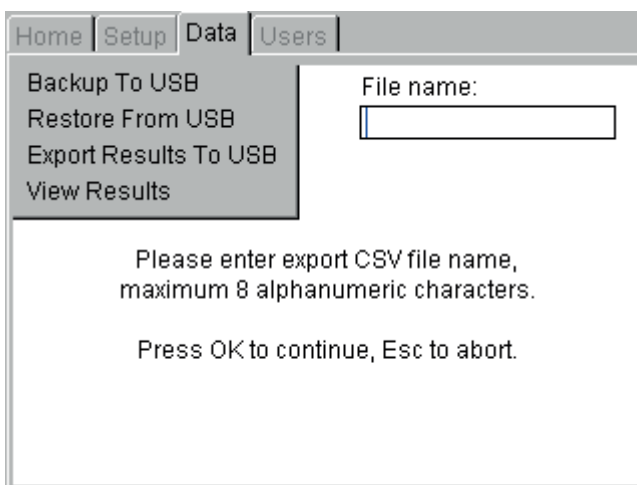 Home Setup Data Users
Backup To USB
Restore From USB
Export Results To USB
View Results
File name:
Please enter export CSV file name,
maximum 8 alphanumeric characters.
Press OK to continue, Esc to abort.